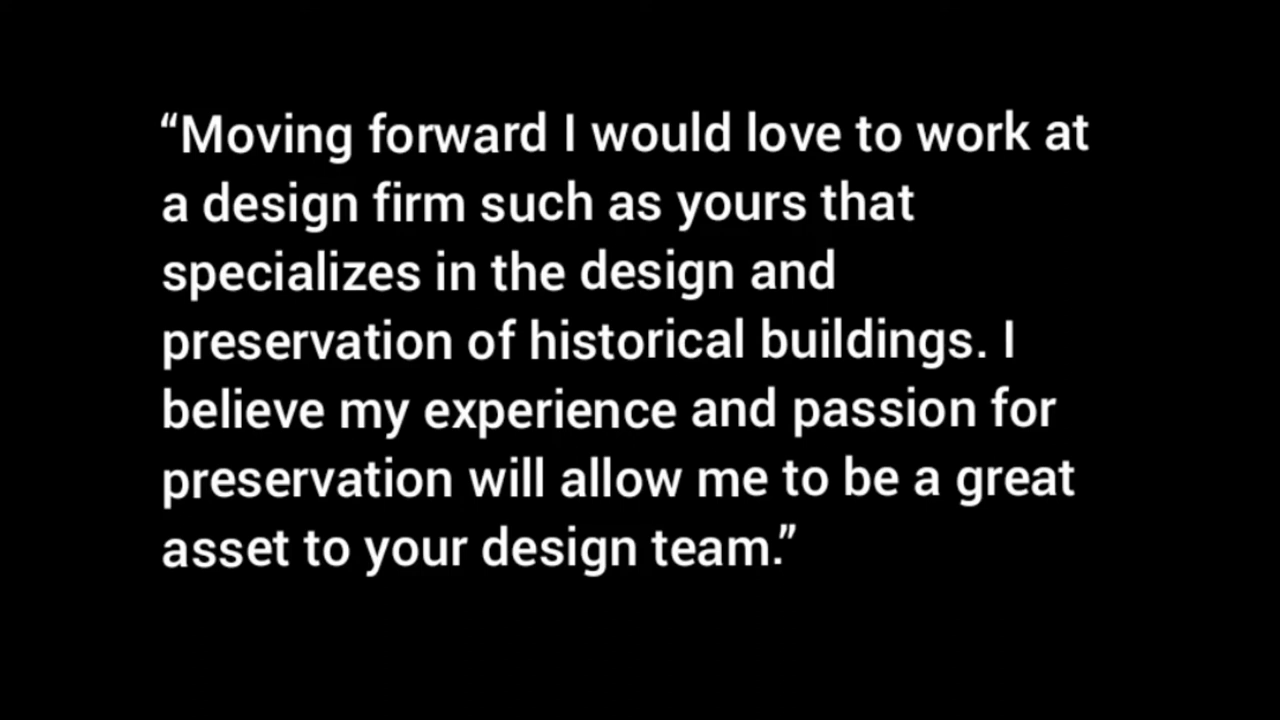 “Moving forward I would love to work at
a design firm such as yours that
specializes in the design and
preservation of historical buildings. I
believe my experience and passion for
preservation will allow me to be a great
asset to your design team.”